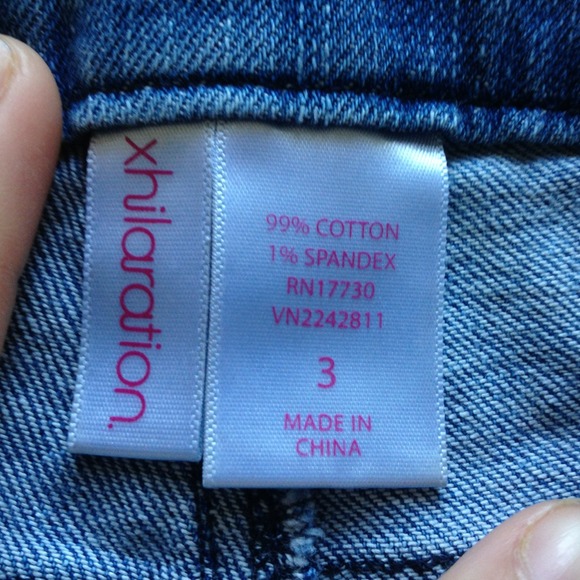 xhilaration.
99% COTTON
1% SPANDEX
RN17730
VN2242811
3
MADE IN
CHINA